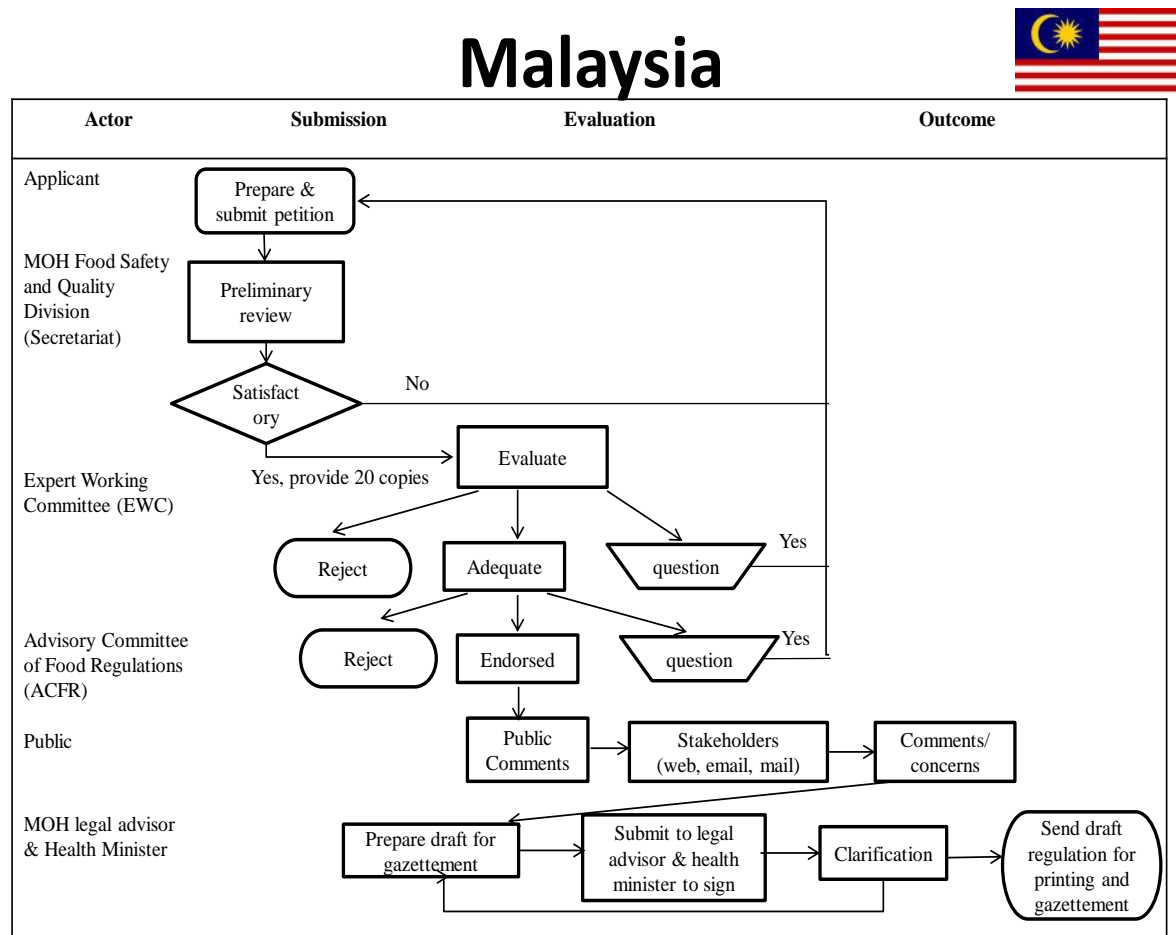 Malaysia
Actor Submission Evaluation Outcome
Applicant
Prepare &
submit petition
MOH Food Safety
and Quality
Division
(Secretariat)
Preliminary
review
Satisfact
ory
No
Yes, provide 20 copies
Evaluate
Expert Working
Committee (EWC)
Reject
Adequate
question
Yes
Advisory Committee
of Food Regulations
(ACFR)
Reject
Endorsed
question
Yes
Public
Public
Comments
Stakeholders
(web, email, mail)
Comments/
concerns
MOH legal advisor
& Health Minister
Prepare draft for
gazettement
Submit to legal
advisor & health
minister to sign
Clarification
Send draft
regulation for
printing and
gazettement